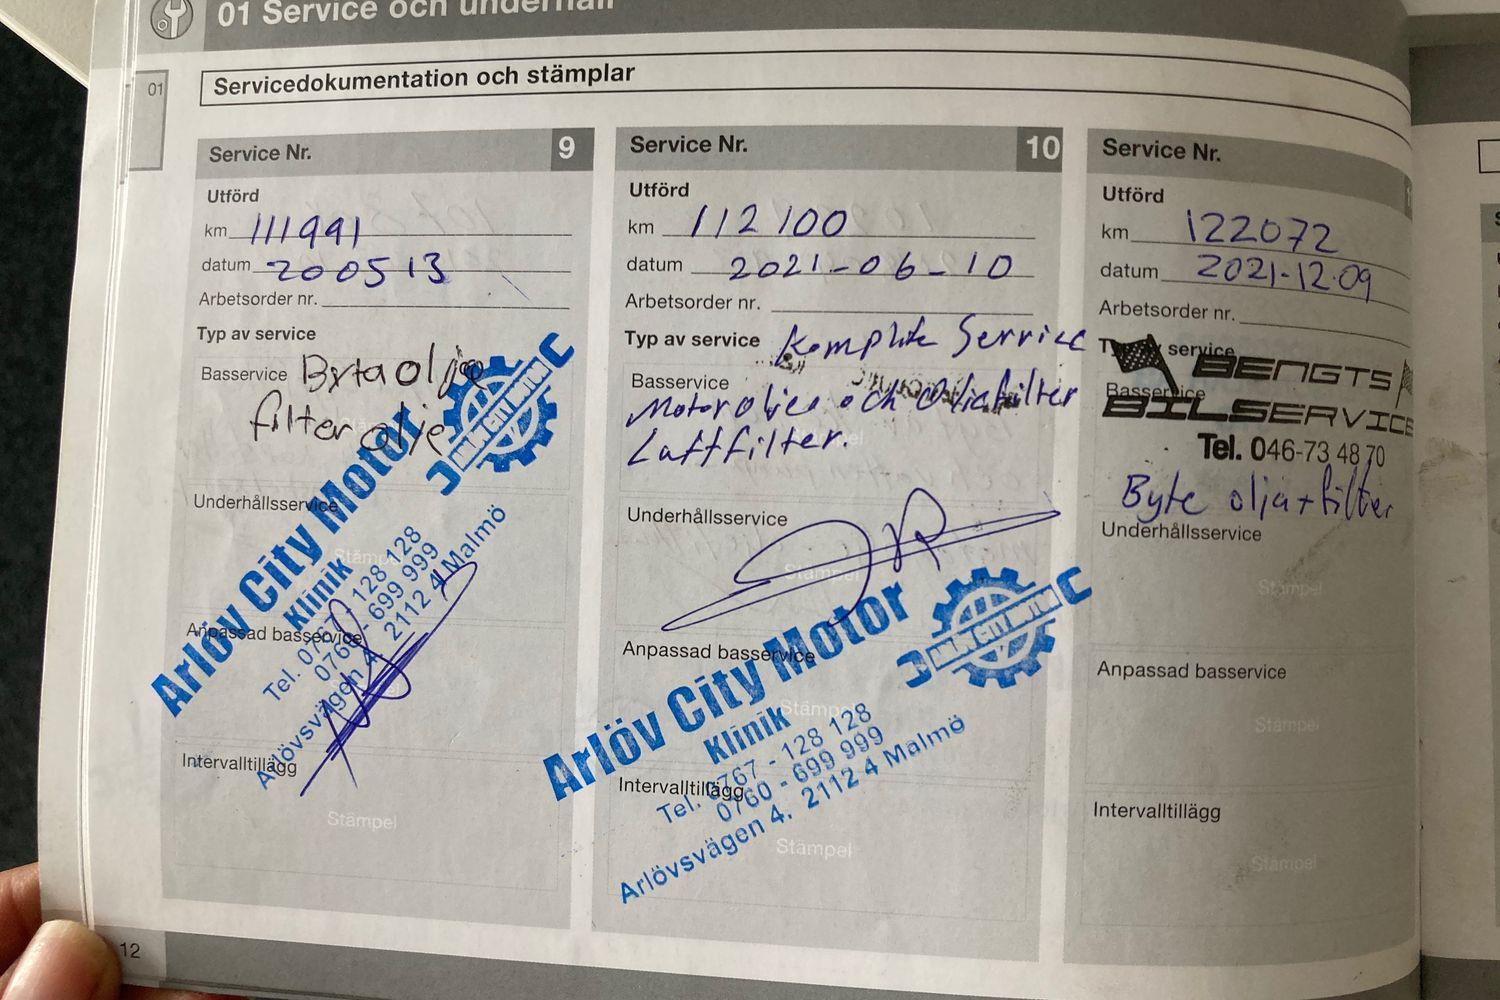 01 Service och underhåll
01
Servicedokumentation och stämplar
Service Nr. 9
Utförd
km 111991
datum 200513
Arbetsorder nr.
Typ av service
Basservice Byta olje
filter olje
Underhållsservice
Stämpel
Anpassad basservice
Intervalltillägg
Stämpel
Arlöv City Motor
Klinik
Tel. 0767 - 128 128
0760 - 699 999
Arlövsvägen 4, 2112 4 Malmö
Service Nr. 10
Utförd
km 112100
datum 2021-06-10
Arbetsorder nr.
Typ av service Komplite Service
Basservice
Motoroljea och Oljafilter
Luftfilter.
Underhållsservice
Stämpel
Anpassad basservice
Stämpel
Intervalltillägg
Stämpel
Arlöv City Motor
Klinik
Tel. 0767 - 128 128
0760 - 699 999
Arlövsvägen 4. 2112 4 Malmö
Service Nr.
Utförd
km 122072
datum 2021-12-09
Arbetsorder nr.
Typ av service
Basservice
BENGTS
BILSERVICE
Tel. 046-73 48 70
Byte olja + filter
Underhållsservice
Stämpel
Anpassad basservice
Stämpel
Intervalltillägg
Stämpel
12